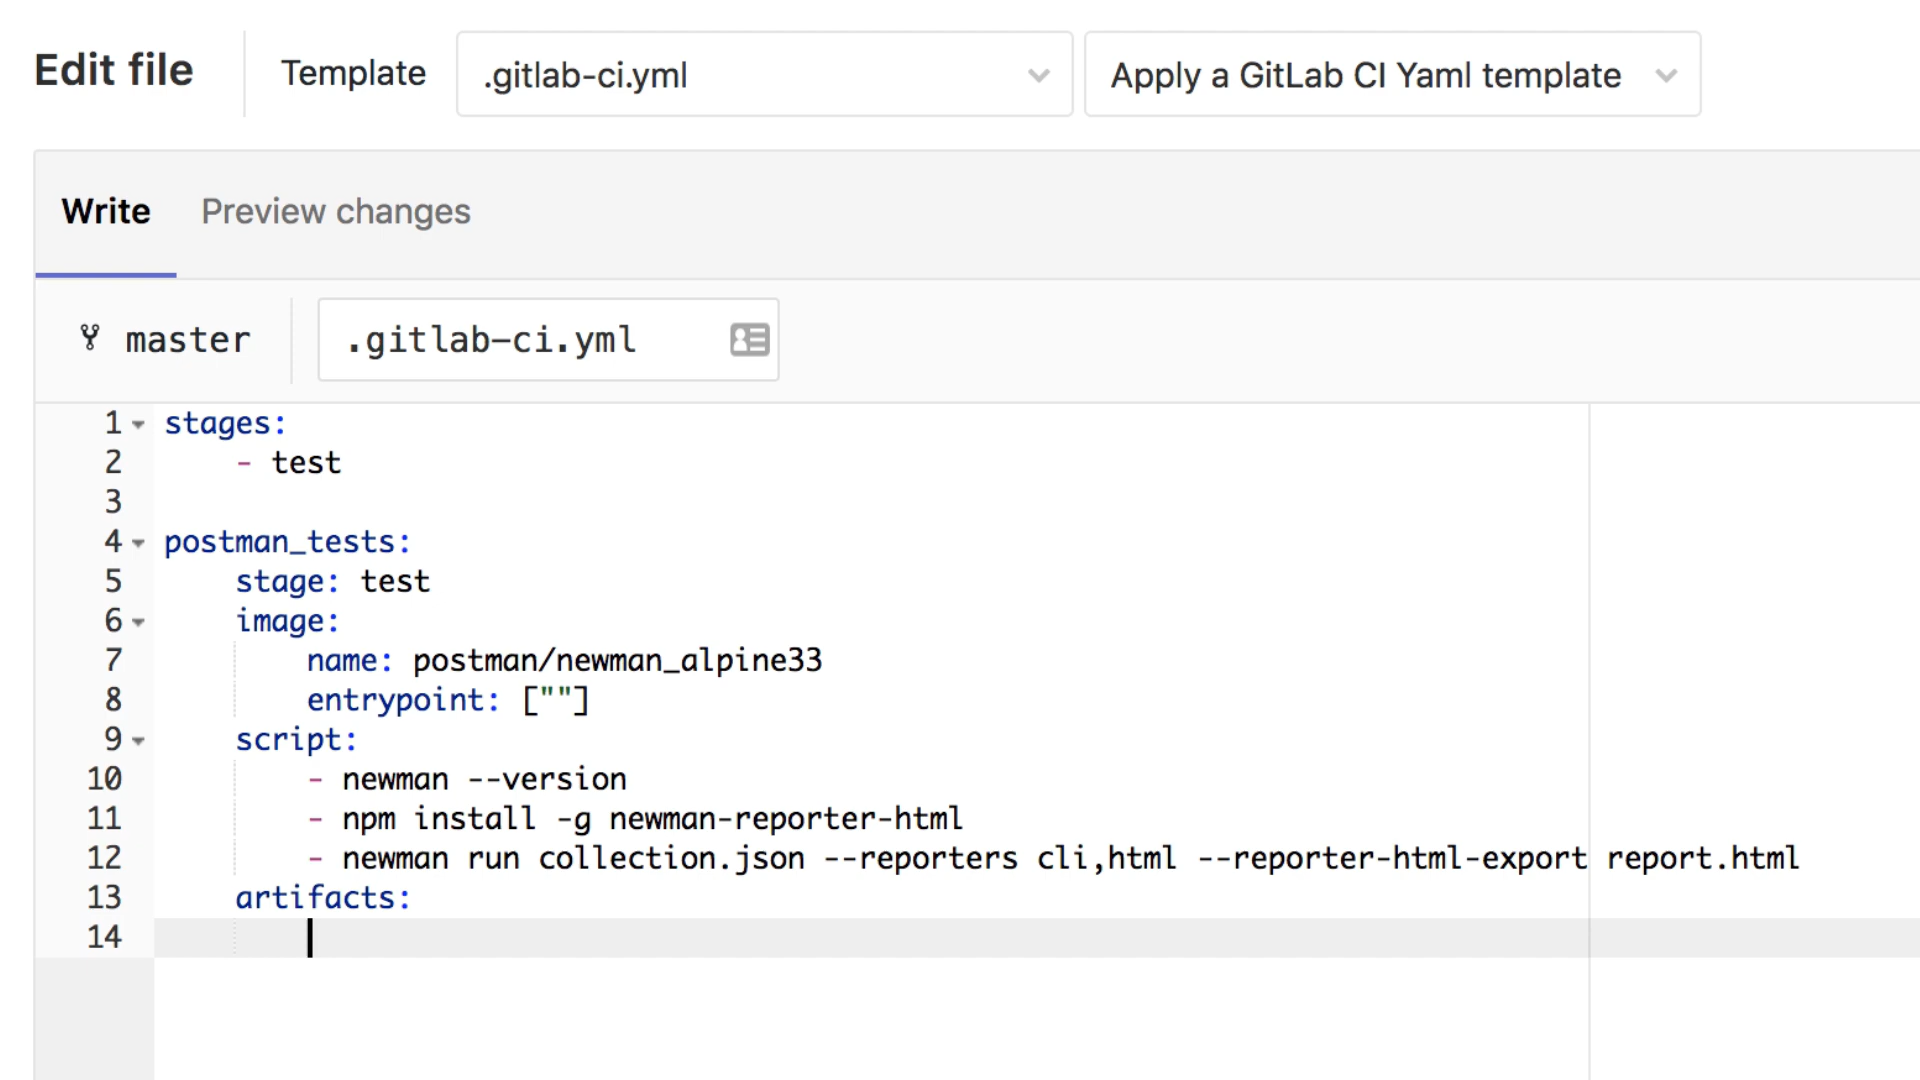 Edit file
Template
.gitlab-ci.yml
Apply a GitLab CI Yaml template
Write
Preview changes
master
.gitlab-ci.yml
1 stages:
2     - test
3
4 postman_tests:
5     stage: test
6     image:
7         name: postman/newman_alpine33
8         entrypoint: [""]
9     script:
10         - newman --version
11         - npm install -g newman-reporter-html
12         - newman run collection.json --reporters cli,html --reporter-html-export report.html
13     artifacts:
14